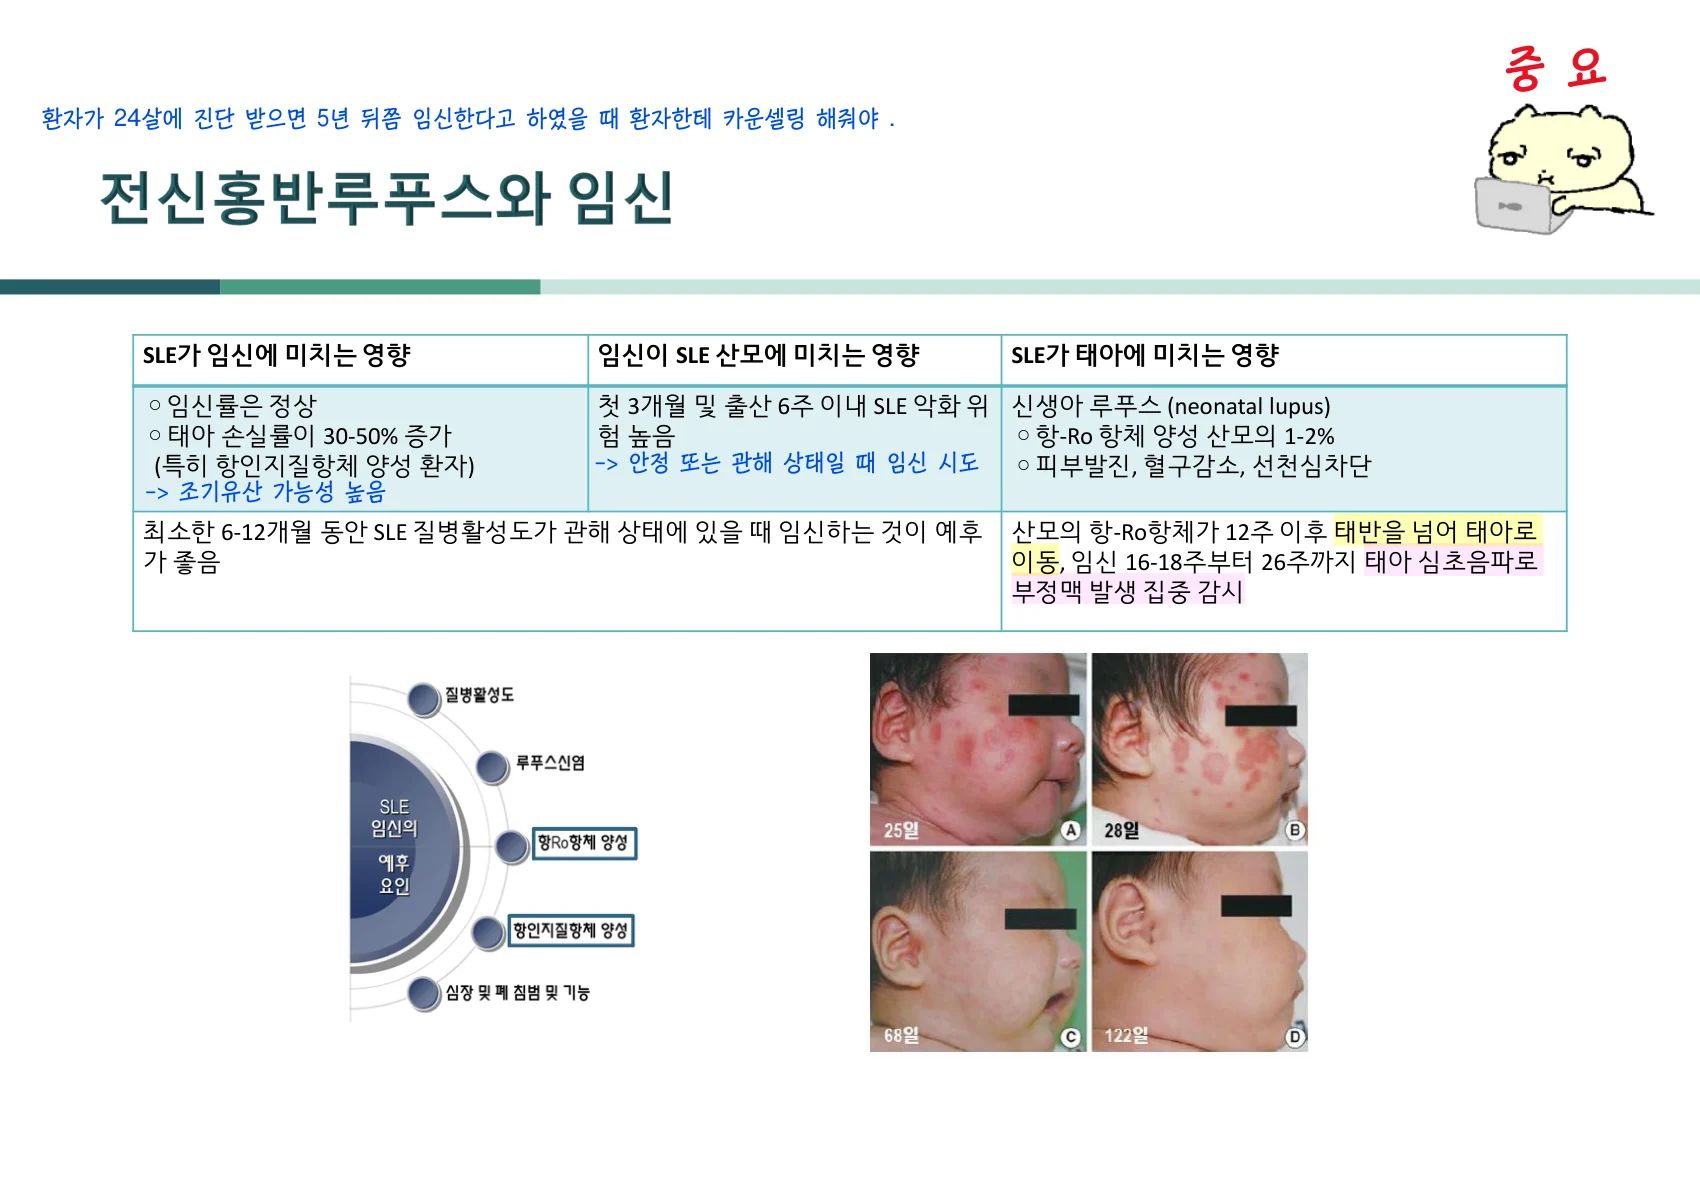 중 요
환자가 24살에 진단 받으면 5년 뒤쯤 임신한다고 하였을 때 환자한테 카운셀링 해줘야 .
전신홍반루푸스와 임신
SLE가 임신에 미치는 영향
임신이 SLE 산모에 미치는 영향
SLE가 태아에 미치는 영향
○ 임신률은 정상
○ 태아 손실률이 30-50% 증가
(특히 항인지질항체 양성 환자)
-> 조기유산 가능성 높음
첫 3개월 및 출산 6주 이내 SLE 악화 위
험 높음
-> 안정 또는 관해 상태일 때 임신 시도
신생아 루푸스 (neonatal lupus)
○ 항-Ro 항체 양성 산모의 1-2%
○ 피부발진, 혈구감소, 선천심차단
최소한 6-12개월 동안 SLE 질병활성도가 관해 상태에 있을 때 임신하는 것이 예후
가 좋음
산모의 항-Ro항체가 12주 이후 태반을 넘어 태아로
이동, 임신 16-18주부터 26주까지 태아 심초음파로
부정맥 발생 집중 감시
질병활성도
루푸스신염
SLE
임신의
예후
요인
항Ro항체 양성
항인지질항체 양성
심장 및 폐 침범 및 기능
25일
A
28일
B
68일
C
122일
D